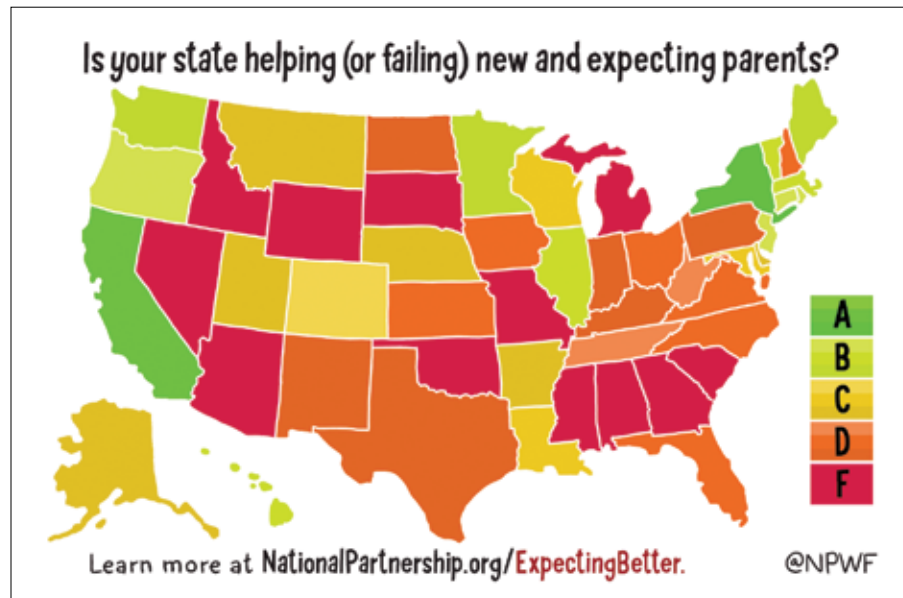 Is your state helping (or failing) new and expecting parents?
A
B
C
D
F
Learn more at NationalPartnership.org/ExpectingBetter.
@NPWF